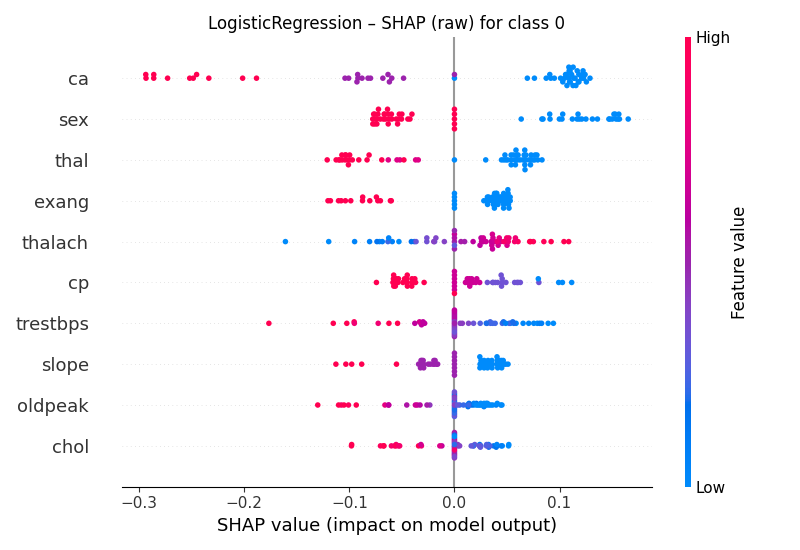 LogisticRegression – SHAP (raw) for class 0
High
ca
sex
thal
exang
thalach
cp
trestbps
slope
oldpeak
chol
Feature value
Low
−0.3
−0.2
−0.1
0.0
0.1
SHAP value (impact on model output)